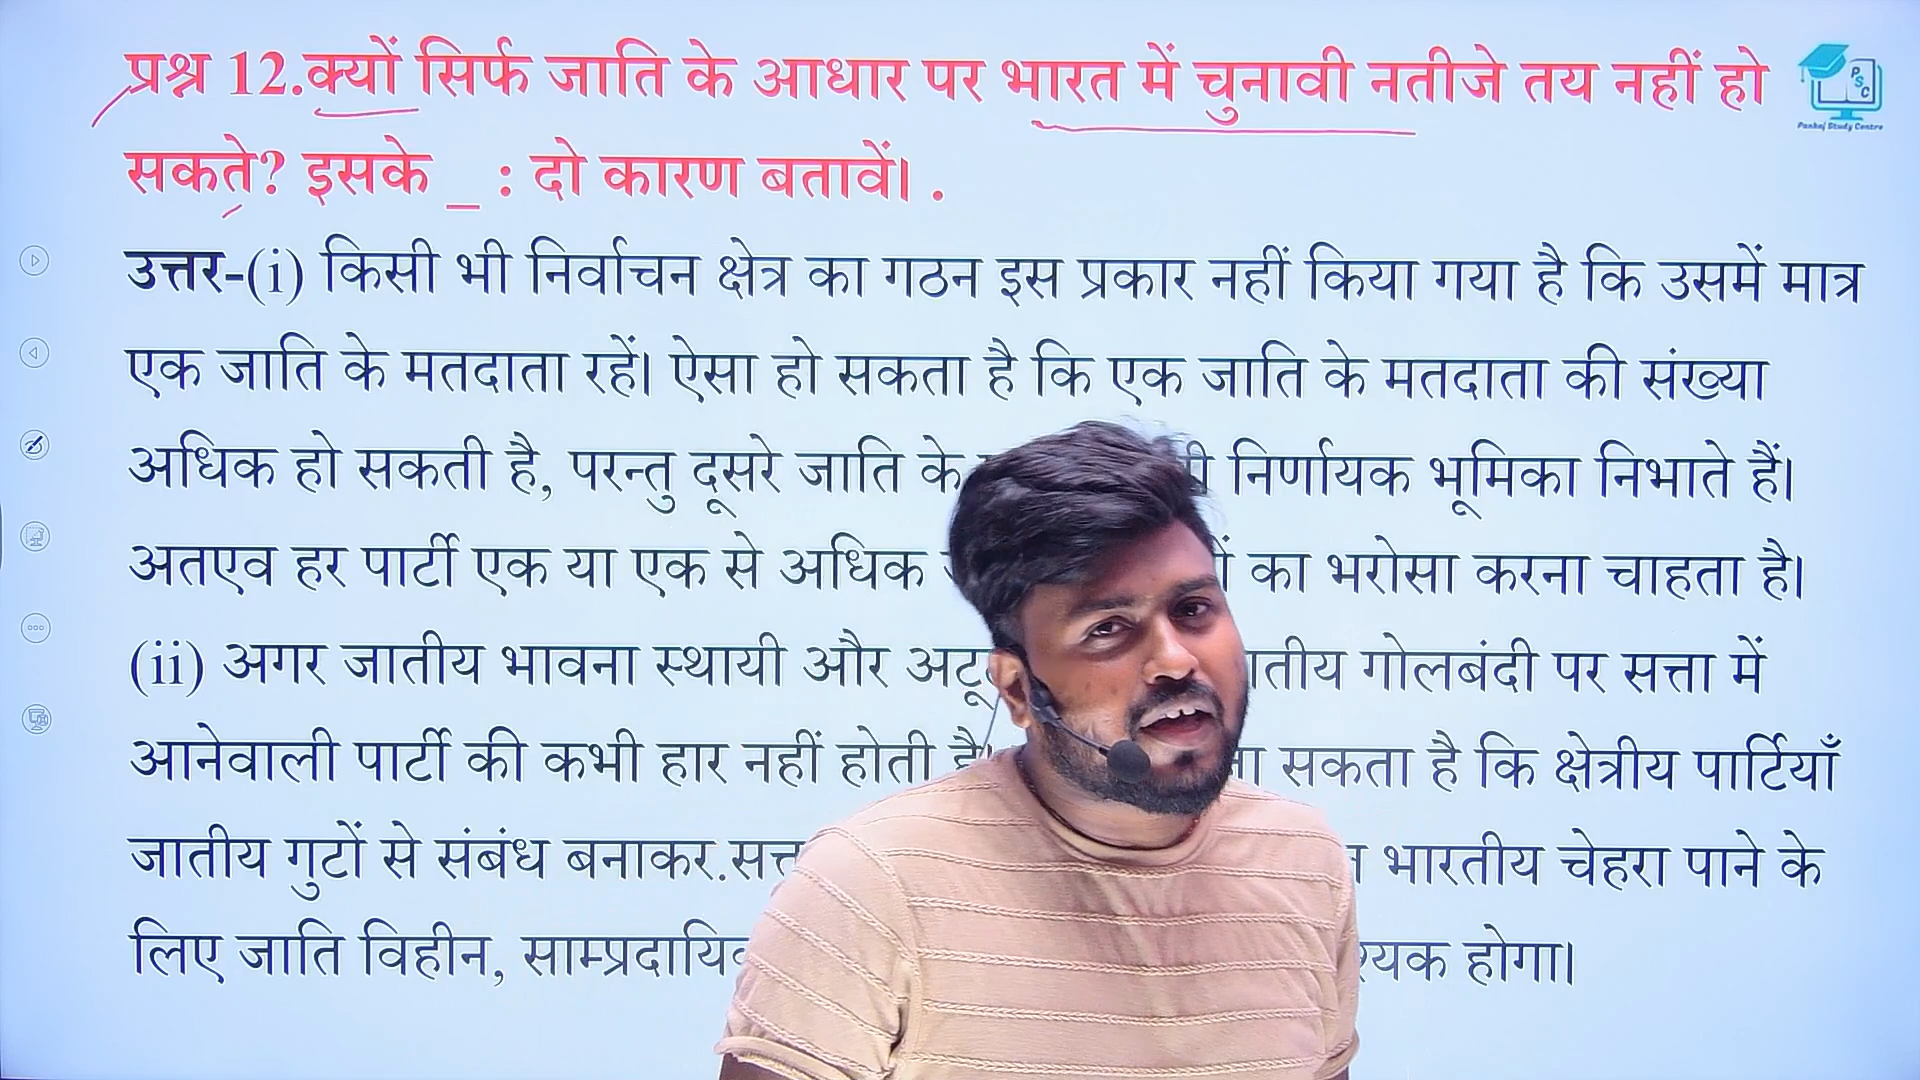 प्रश्न 12.क्यों सिर्फ जाति के आधार पर भारत में चुनावी नतीजे तय नहीं हो
सकते? इसके _ : दो कारण बतावें। .
PSC
Pankaj Study Centre
उत्तर-(i) किसी भी निर्वाचन क्षेत्र का गठन इस प्रकार नहीं किया गया है कि उसमें मात्र
एक जाति के मतदाता रहें। ऐसा हो सकता है कि एक जाति के मतदाता की संख्या
अधिक हो सकती है, परन्तु दूसरे जाति के निर्णायक भूमिका निभाते हैं।
अतएव हर पार्टी एक या एक से अधिक का भरोसा करना चाहता है।
(ii) अगर जातीय भावना स्थायी और गोलबंदी पर सत्ता में
आनेवाली पार्टी की कभी हार नहीं होती है। सकता है कि क्षेत्रीय पार्टियाँ
जातीय गुटों से संबंध बनाकर. भारतीय चेहरा पाने के
लिए जाति विहीन, होगा।